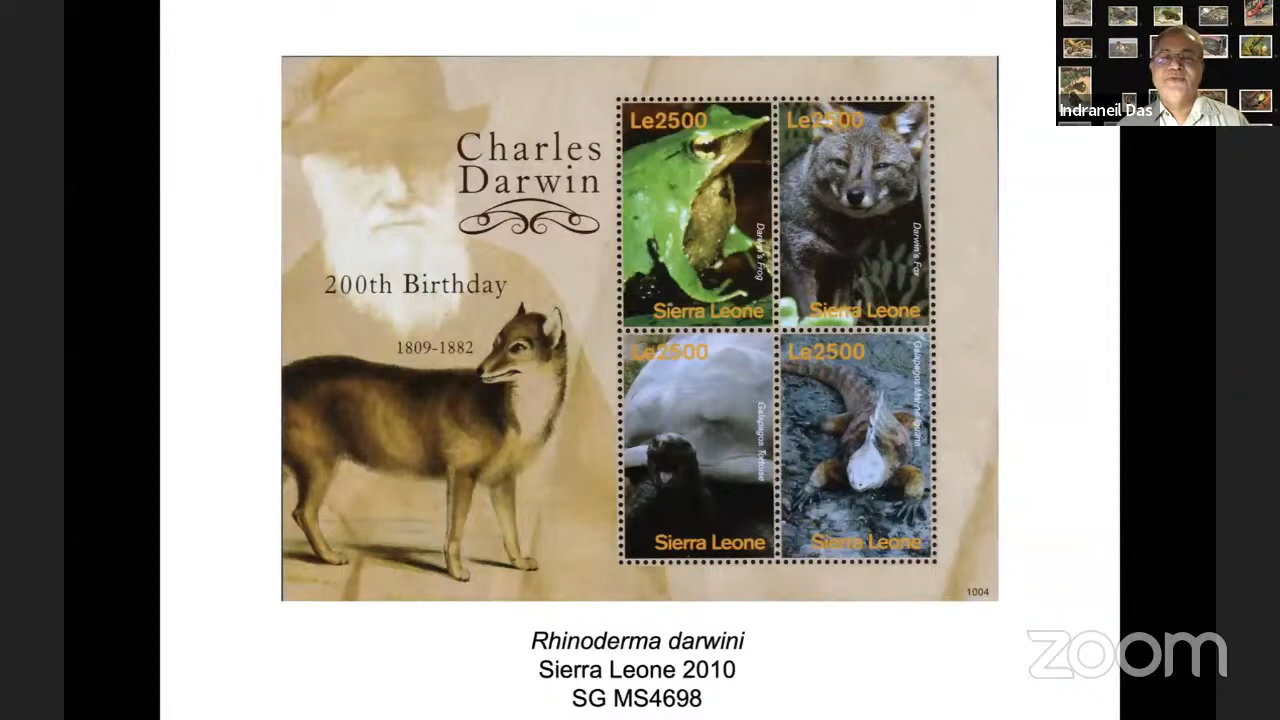 Charles
Darwin
200th Birthday
1809-1882
Le2500
Darwin's Frog
Sierra Leone
Le2500
Darwin's Fox
Sierra Leone
Le2500
Galapagos Tortoise
Sierra Leone
Le2500
Galapagos Marine Iguana
Sierra Leone
1004
Rhinoderma darwini
Sierra Leone 2010
SG MS4698
Indraneil Das
zoom